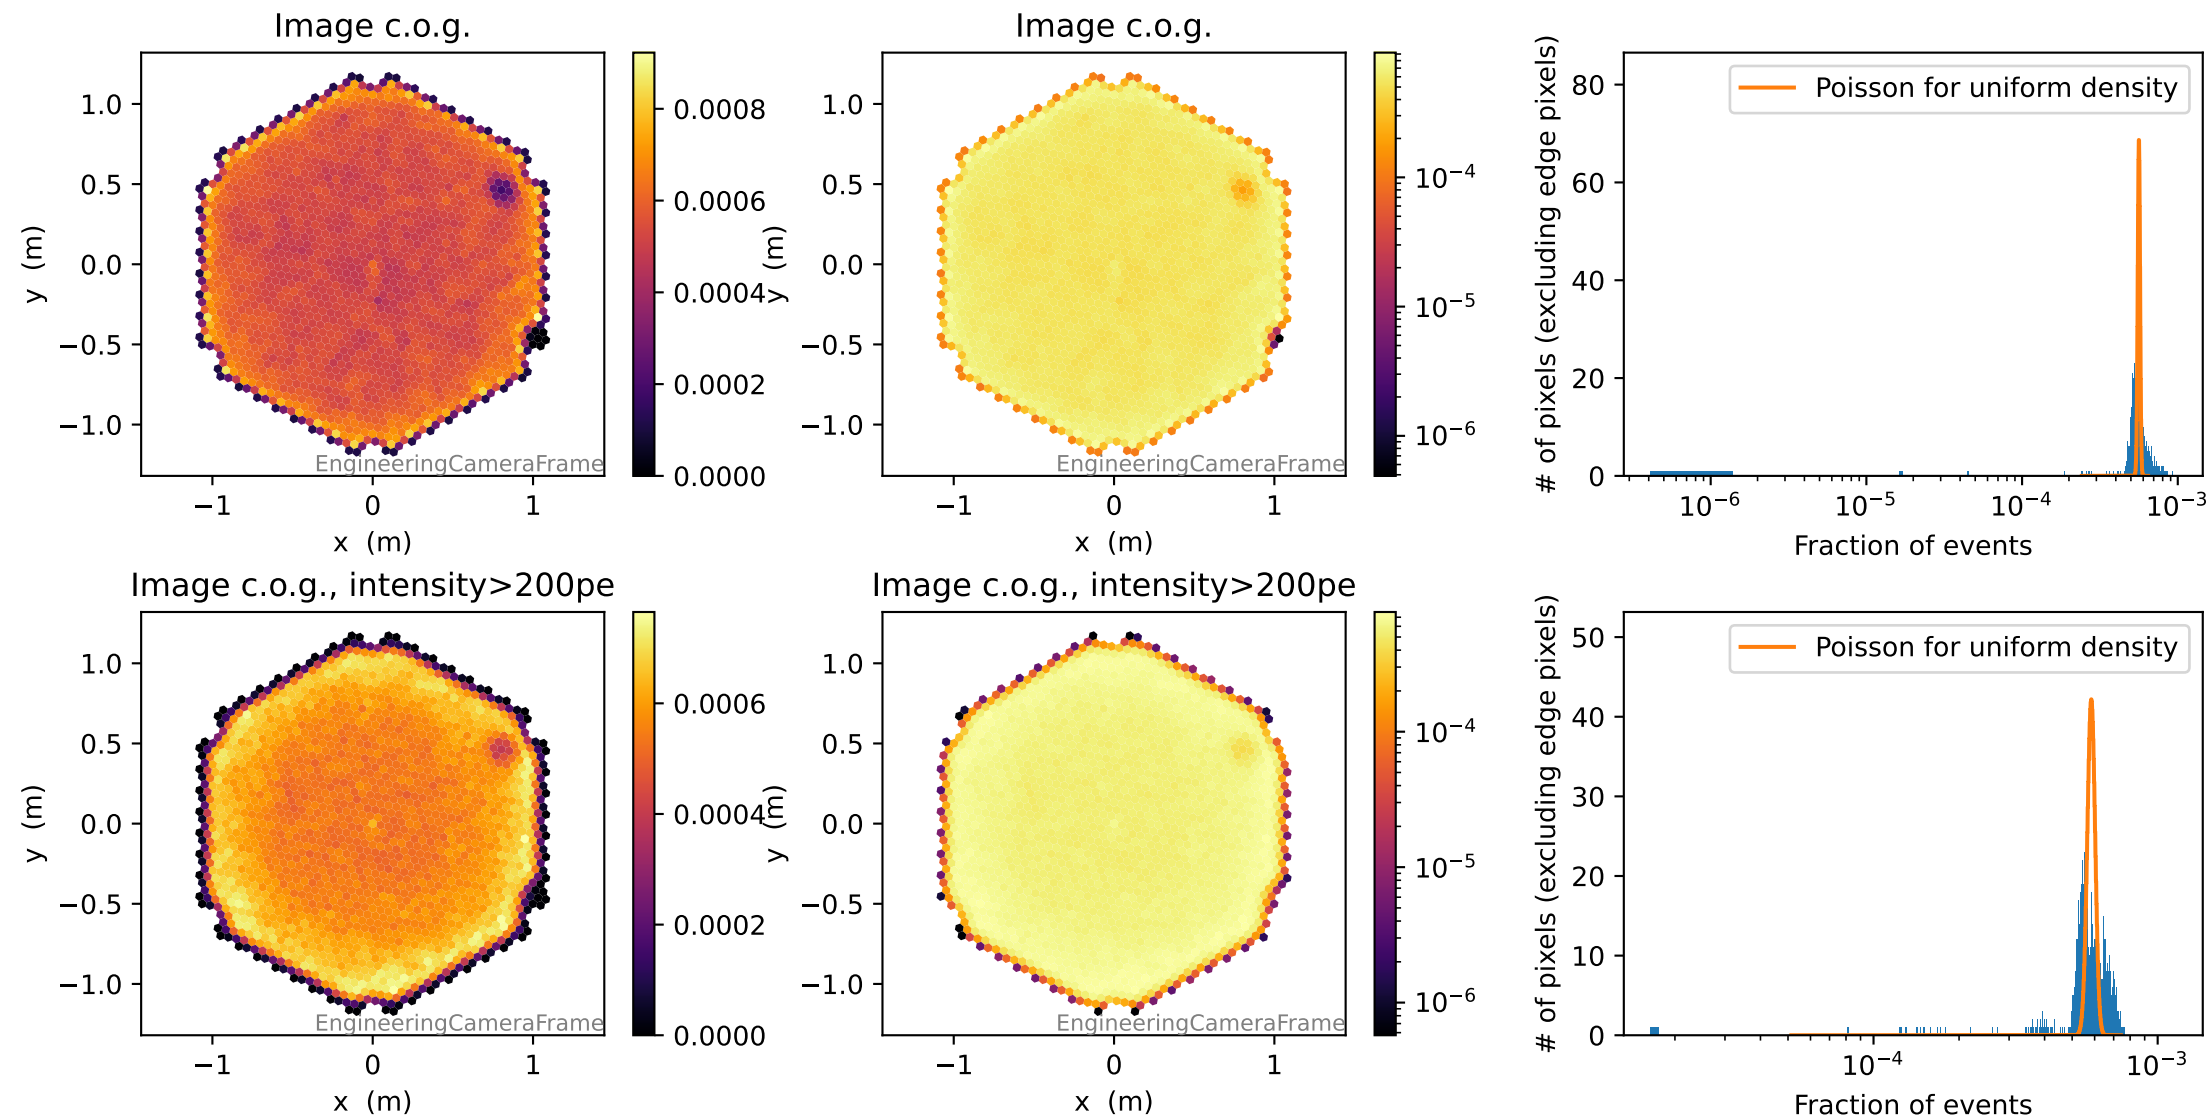 Image c.o.g.
1.0
0.5
0.0
−0.5
−1.0
y (m)
−1
0
1
x (m)
EngineeringCameraFrame
0.0008
0.0006
0.0004
0.0002
0.0000
Image c.o.g.
1.0
0.5
0.0
−0.5
−1.0
y (m)
−1
0
1
x (m)
EngineeringCameraFrame
10⁻⁴
10⁻⁵
10⁻⁶
Poisson for uniform density
# of pixels (excluding edge pixels)
80
60
40
20
0
10⁻⁶
10⁻⁵
10⁻⁴
10⁻³
Fraction of events
Image c.o.g., intensity>200pe
1.0
0.5
0.0
−0.5
−1.0
y (m)
−1
0
1
x (m)
EngineeringCameraFrame
0.0006
0.0004
0.0002
0.0000
Image c.o.g., intensity>200pe
1.0
0.5
0.0
−0.5
−1.0
y (m)
−1
0
1
x (m)
EngineeringCameraFrame
10⁻⁴
10⁻⁵
10⁻⁶
Poisson for uniform density
# of pixels (excluding edge pixels)
50
40
30
20
10
0
10⁻⁴
10⁻³
Fraction of events